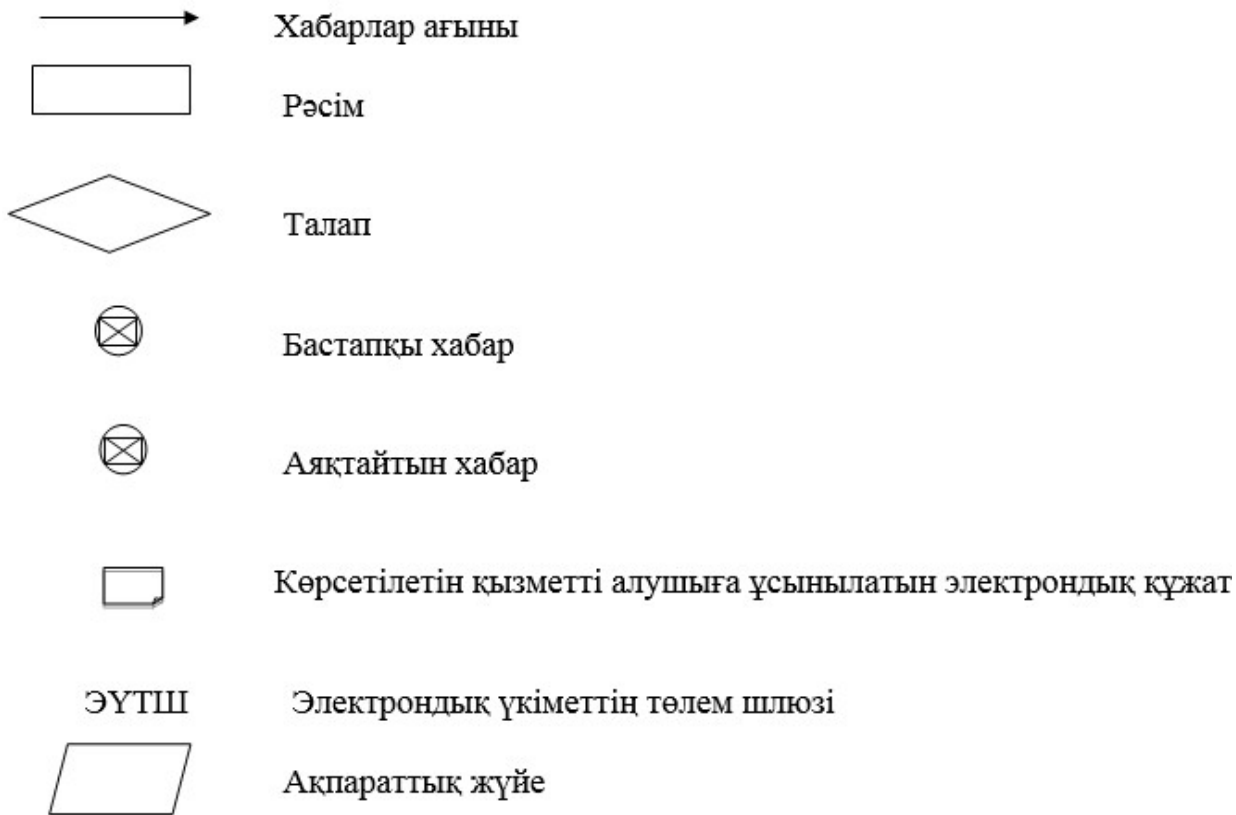 Хабарлар ағыны
Рәсім
Талап
Бастапқы хабар
Аяқтайтын хабар
Көрсетілетін қызметті алушыға ұсынылатын электрондық құжат
ЭҮТШ Электрондық үкіметтің төлем шлюзі
Ақпараттық жүйе